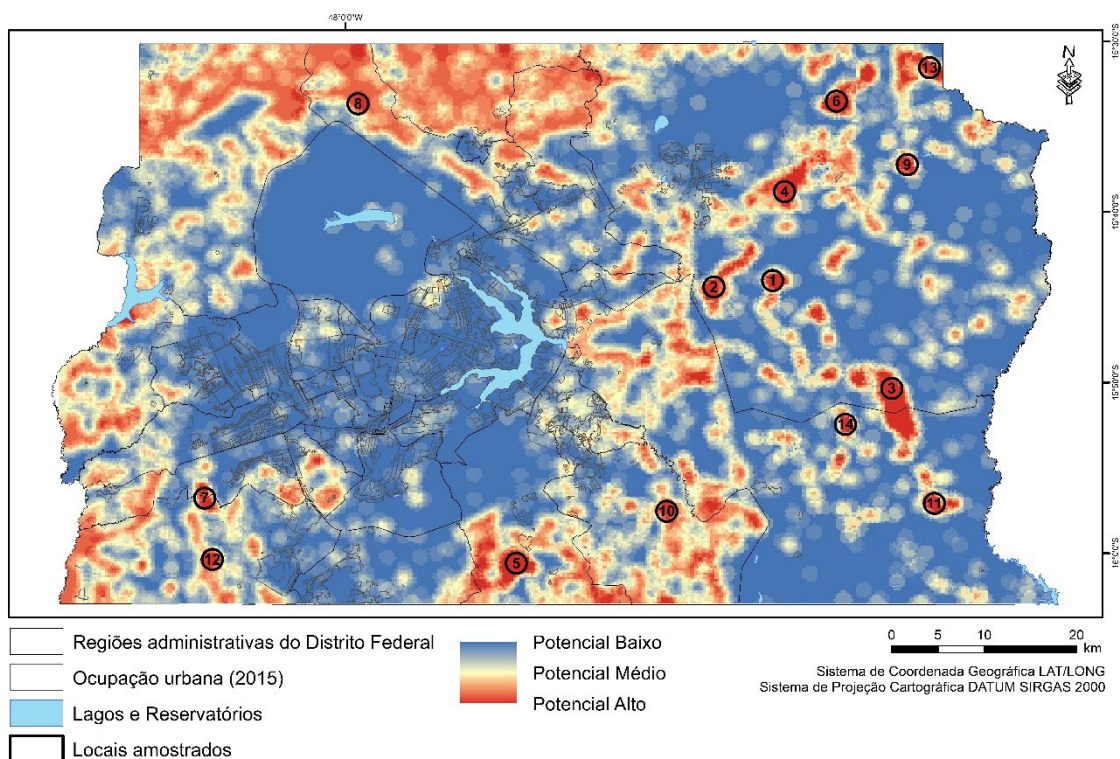 48°0'0"W
15°30'0"S
N
13
8
6
9
4
15°40'0"S
1
2
3
15°50'0"S
14
7
10
11
12
5
16°0'0"S
Regiões administrativas do Distrito Federal
Ocupação urbana (2015)
Lagos e Reservatórios
Locais amostrados
Potencial Baixo
Potencial Médio
Potencial Alto
0 5 10 20
km
Sistema de Coordenada Geográfica LAT/LONG
Sistema de Projeção Cartográfica DATUM SIRGAS 2000